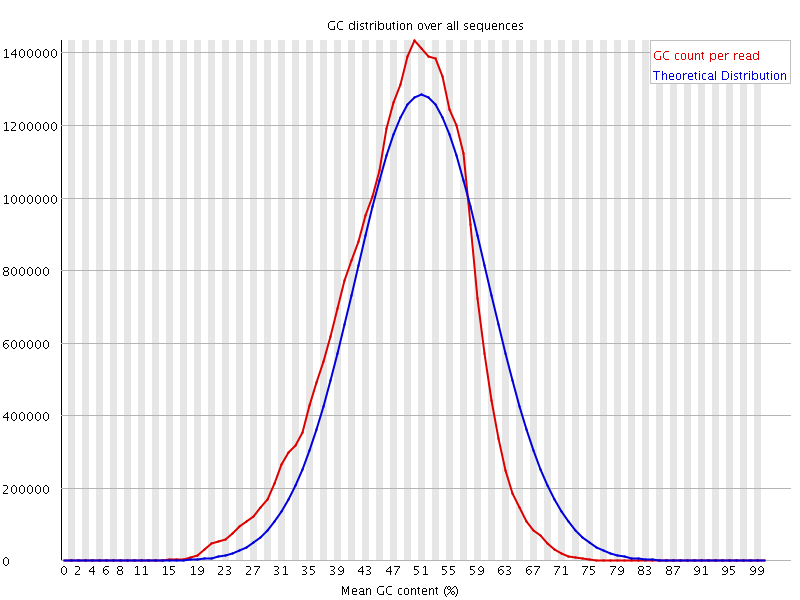 GC distribution over all sequences
GC count per read
Theoretical Distribution
1400000
1200000
1000000
800000
600000
400000
200000
0
0 2 4 6 8 11 15 19 23 27 31 35 39 43 47 51 55 59 63 67 71 75 79 83 87 91 95 99
Mean GC content (%)